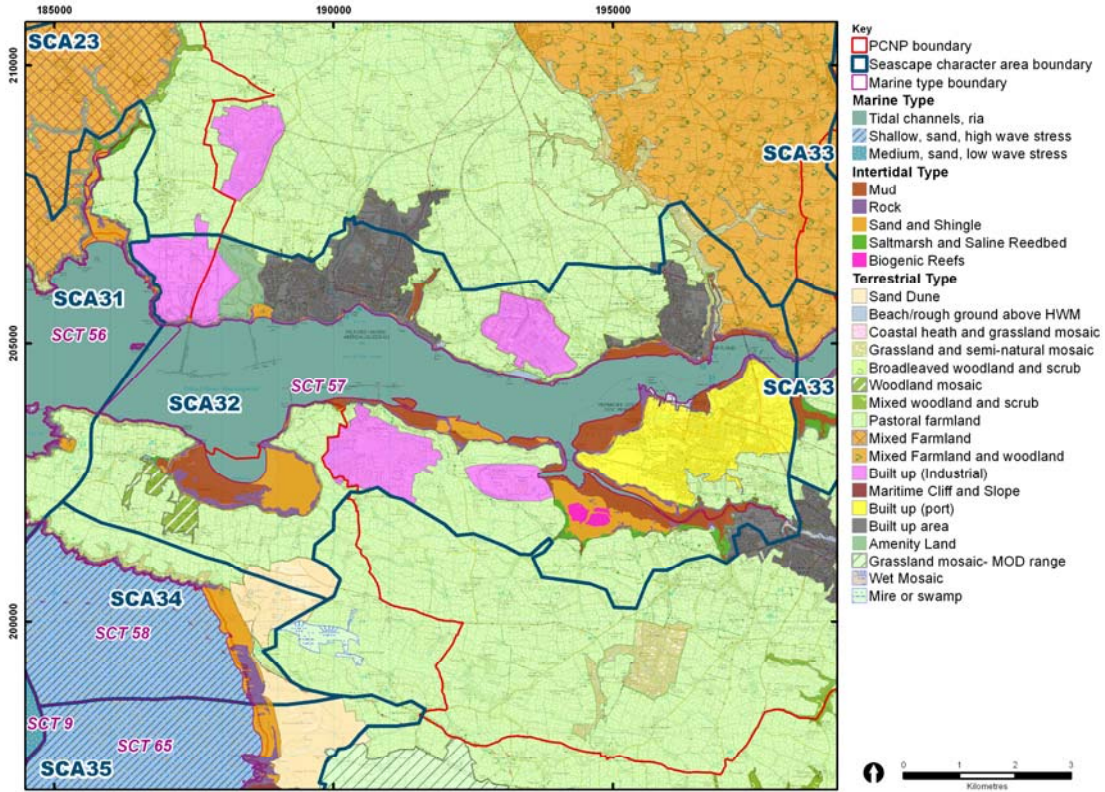 185000
190000
195000
210000
205000
200000
SCA23
SCA33
SCA31
SCT 56
SCT 57
SCA32
SCA33
SCA34
SCT 58
SCT 9
SCT 65
SCA35
Key
PCNP boundary
Seascape character area boundary
Marine type boundary
Marine Type
Tidal channels, ria
Shallow, sand, high wave stress
Medium, sand, low wave stress
Intertidal Type
Mud
Rock
Sand and Shingle
Saltmarsh and Saline Reedbed
Biogenic Reefs
Terrestrial Type
Sand Dune
Beach/rough ground above HWM
Coastal heath and grassland mosaic
Grassland and semi-natural mosaic
Broadleaved woodland and scrub
Woodland mosaic
Mixed woodland and scrub
Pastoral farmland
Mixed Farmland
Mixed Farmland and woodland
Built up (Industrial)
Maritime Cliff and Slope
Built up (port)
Built up area
Amenity Land
Grassland mosaic- MOD range
Wet Mosaic
Mire or swamp
0 1 2 3
Kilometres